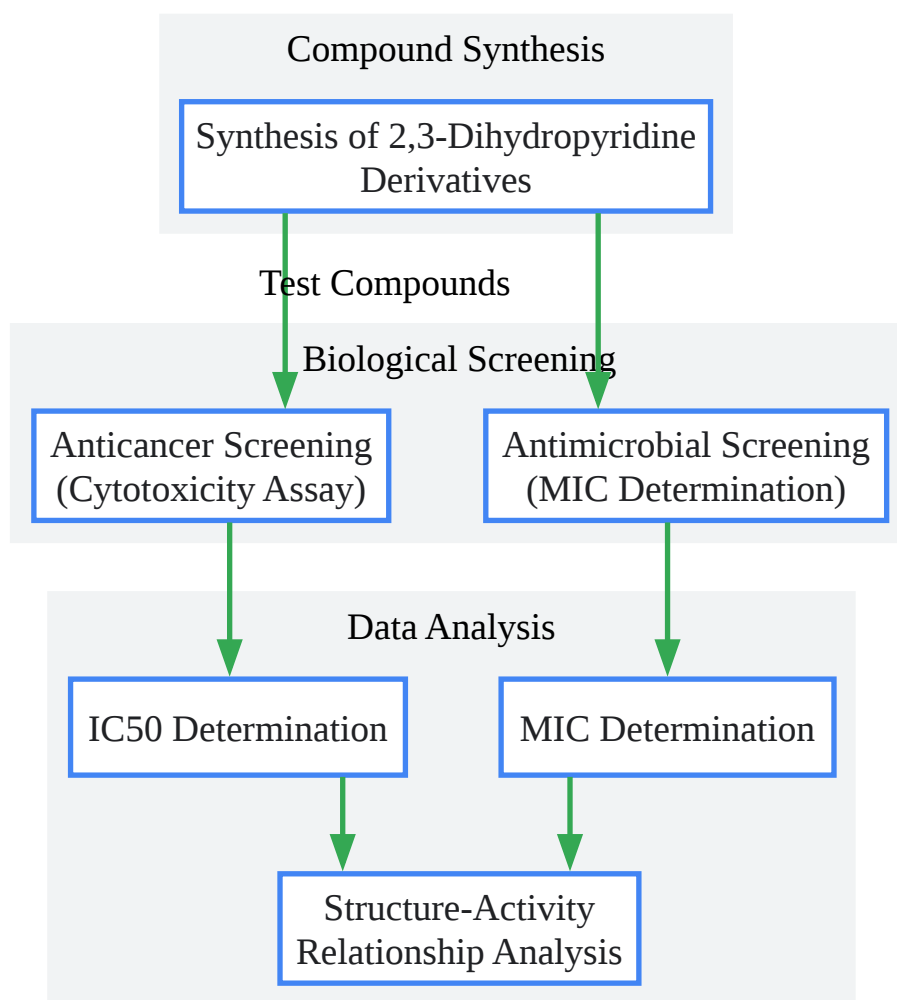 Compound Synthesis
Synthesis of 2,3-Dihydropyridine
Derivatives
Test Compounds
Biological Screening
Anticancer Screening
(Cytotoxicity Assay)
Antimicrobial Screening
(MIC Determination)
Data Analysis
IC50 Determination
MIC Determination
Structure-Activity
Relationship Analysis